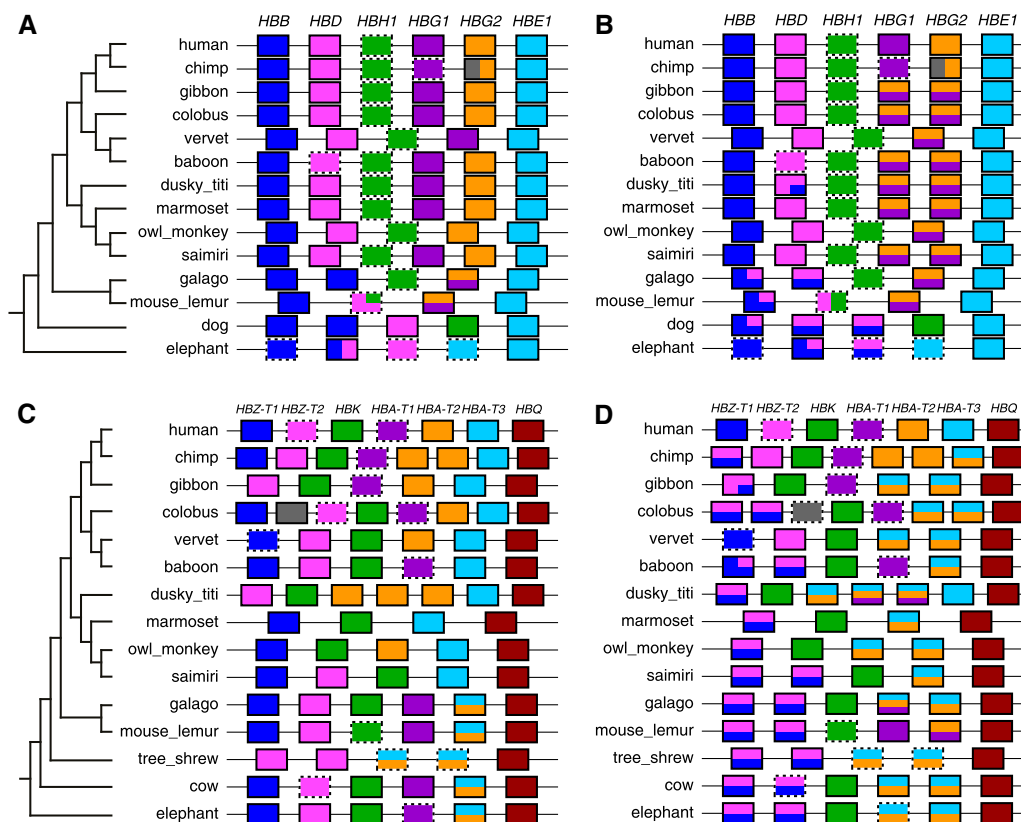 A
HBB HBD HBH1 HBG1 HBG2 HBE1
human
chimp
gibbon
colobus
vervet
baboon
dusky_titi
marmoset
owl_monkey
saimiri
galago
mouse_lemur
dog
elephant
B
HBB HBD HBH1 HBG1 HBG2 HBE1
human
chimp
gibbon
colobus
vervet
baboon
dusky_titi
marmoset
owl_monkey
saimiri
galago
mouse_lemur
dog
elephant
C
HBZ-T1 HBZ-T2 HBK HBA-T1 HBA-T2 HBA-T3 HBQ
human
chimp
gibbon
colobus
vervet
baboon
dusky_titi
marmoset
owl_monkey
saimiri
galago
mouse_lemur
tree_shrew
cow
elephant
D
HBZ-T1 HBZ-T2 HBK HBA-T1 HBA-T2 HBA-T3 HBQ
human
chimp
gibbon
colobus
vervet
baboon
dusky_titi
marmoset
owl_monkey
saimiri
galago
mouse_lemur
tree_shrew
cow
elephant